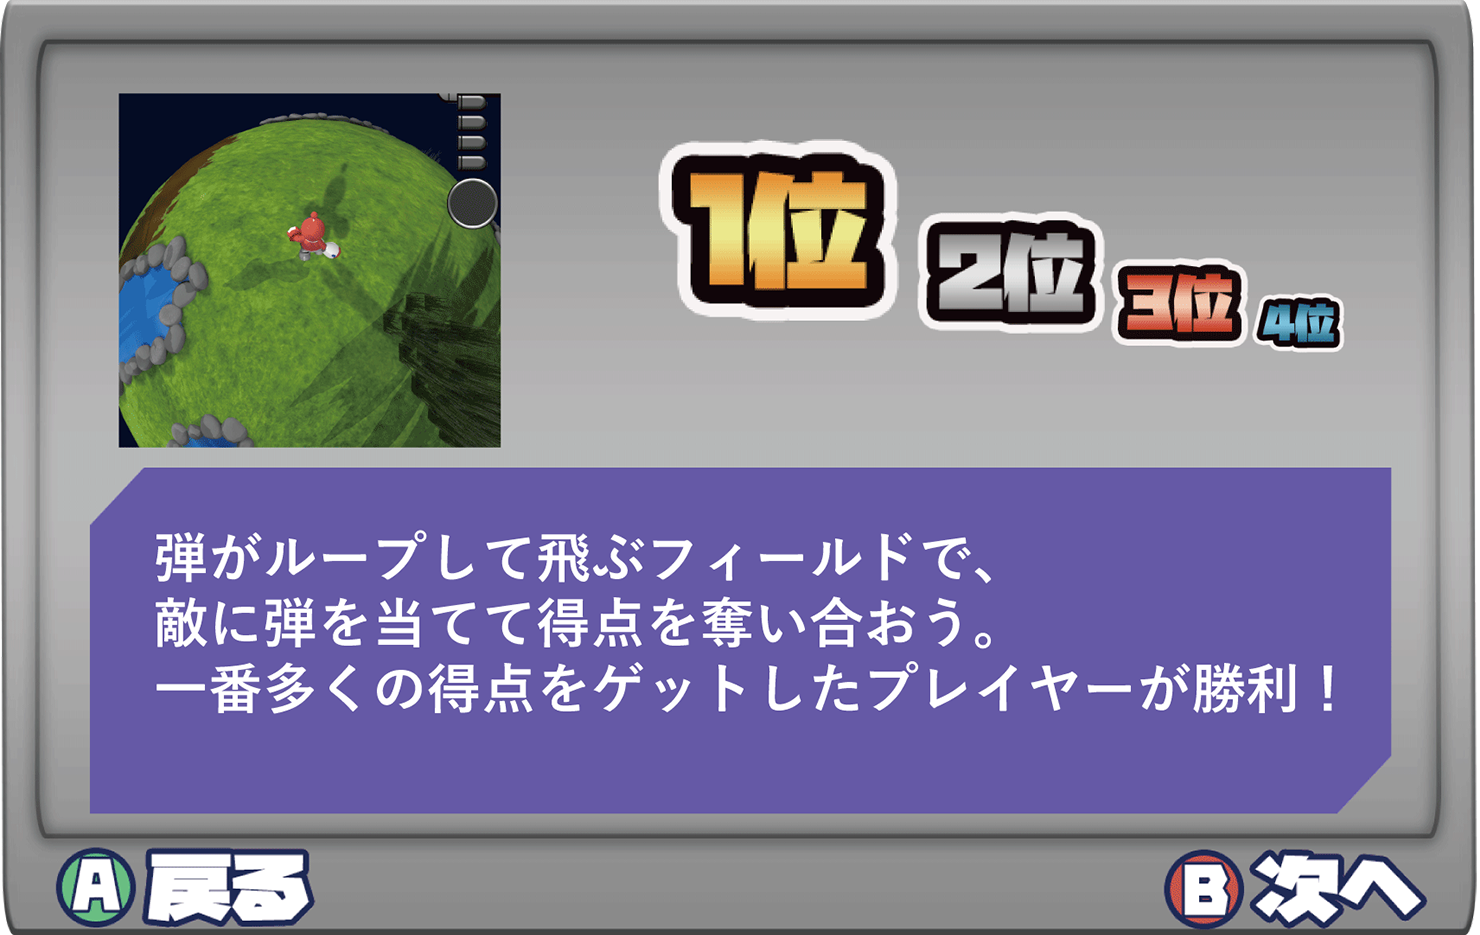 1位
2位
3位
4位
弾がループして飛ぶフィールドで、
敵に弾を当てて得点を奪い合おう。
一番多くの得点をゲットしたプレイヤーが勝利！
A 戻る
B 次へ